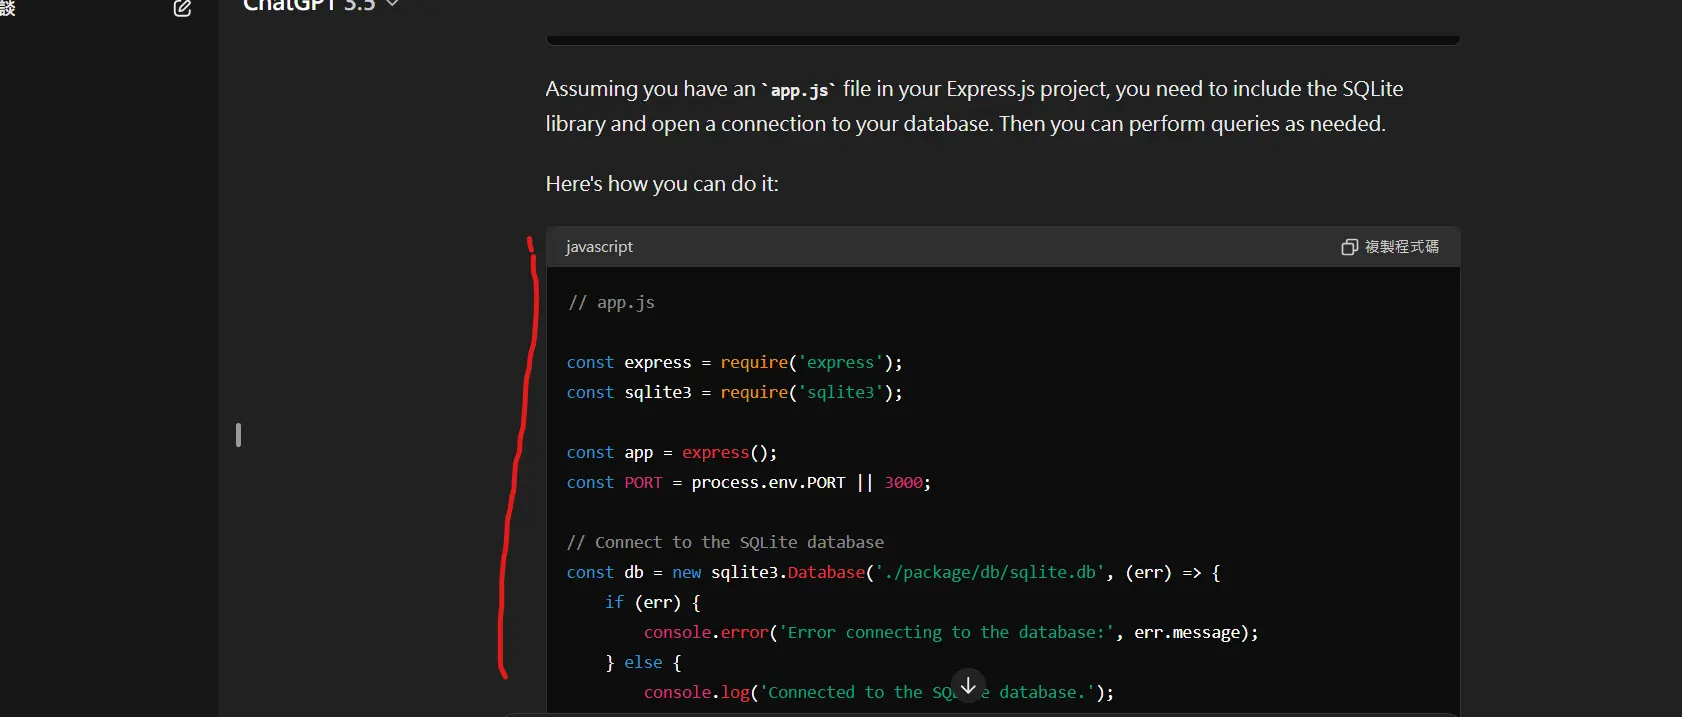 談
ChatGPT 3.5
Assuming you have an `app.js` file in your Express.js project, you need to include the SQLite
library and open a connection to your database. Then you can perform queries as needed.
Here's how you can do it:
javascript
複製程式碼
// app.js
const express = require('express');
const sqlite3 = require('sqlite3');
const app = express();
const PORT = process.env.PORT || 3000;
// Connect to the SQLite database
const db = new sqlite3.Database('./package/db/sqlite.db', (err) => {
if (err) {
console.error('Error connecting to the database:', err.message);
} else {
console.log('Connected to the SQLite database.');